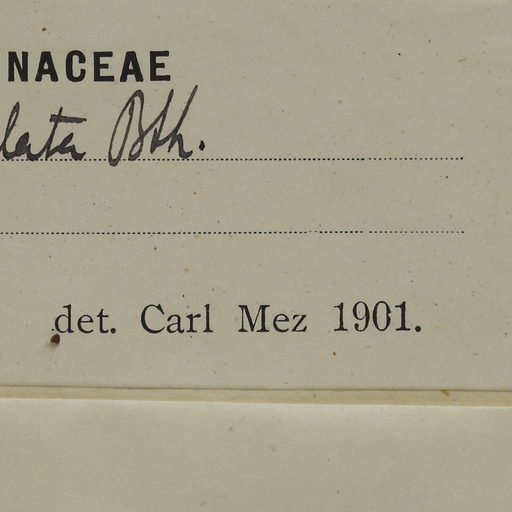 NACEAE
lata Bth.
det. Carl Mez 1901.